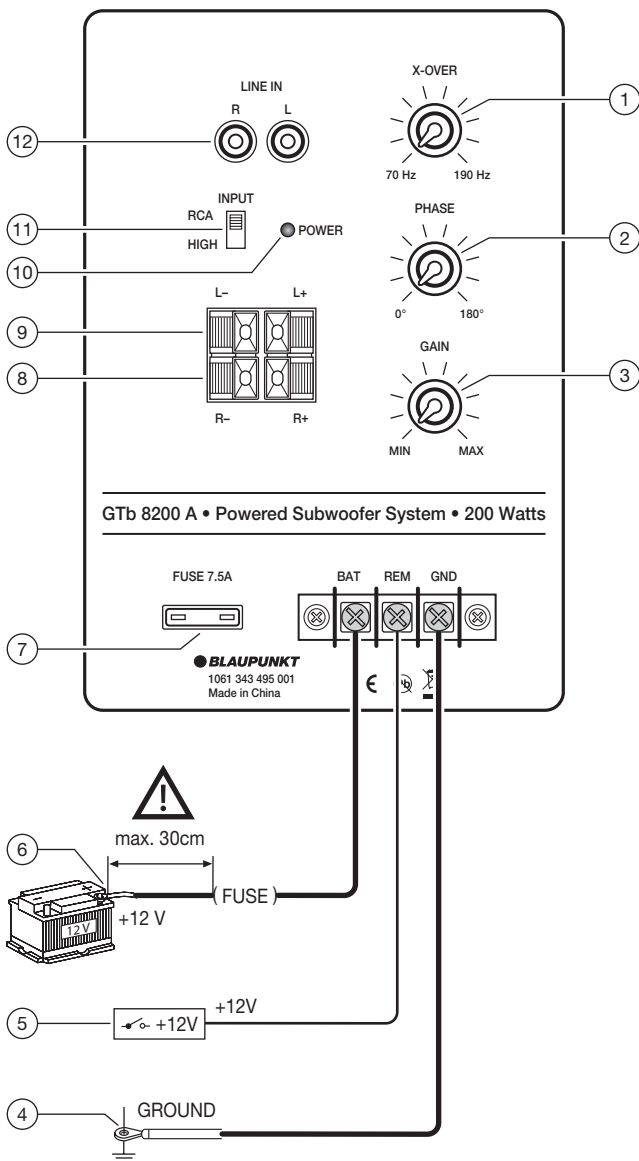 LINE IN
R L
X-OVER
1
12
70 Hz 190 Hz
INPUT
RCA
HIGH
11
10
POWER
PHASE
2
0° 180°
L– L+
9
8
R– R+
GAIN
3
MIN MAX
GTb 8200 A • Powered Subwoofer System • 200 Watts
FUSE 7.5A
BAT REM GND
7
BLAUPUNKT
1061 343 495 001
Made in China
CE Pb
!
max. 30cm
6
( FUSE )
+12 V
12V
+12V
5
+12V
4
GROUND